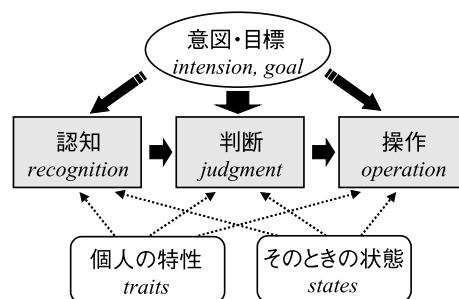 意図・目標
intension, goal
認知
recognition
判断
judgment
操作
operation
個人の特性
traits
そのときの状態
states